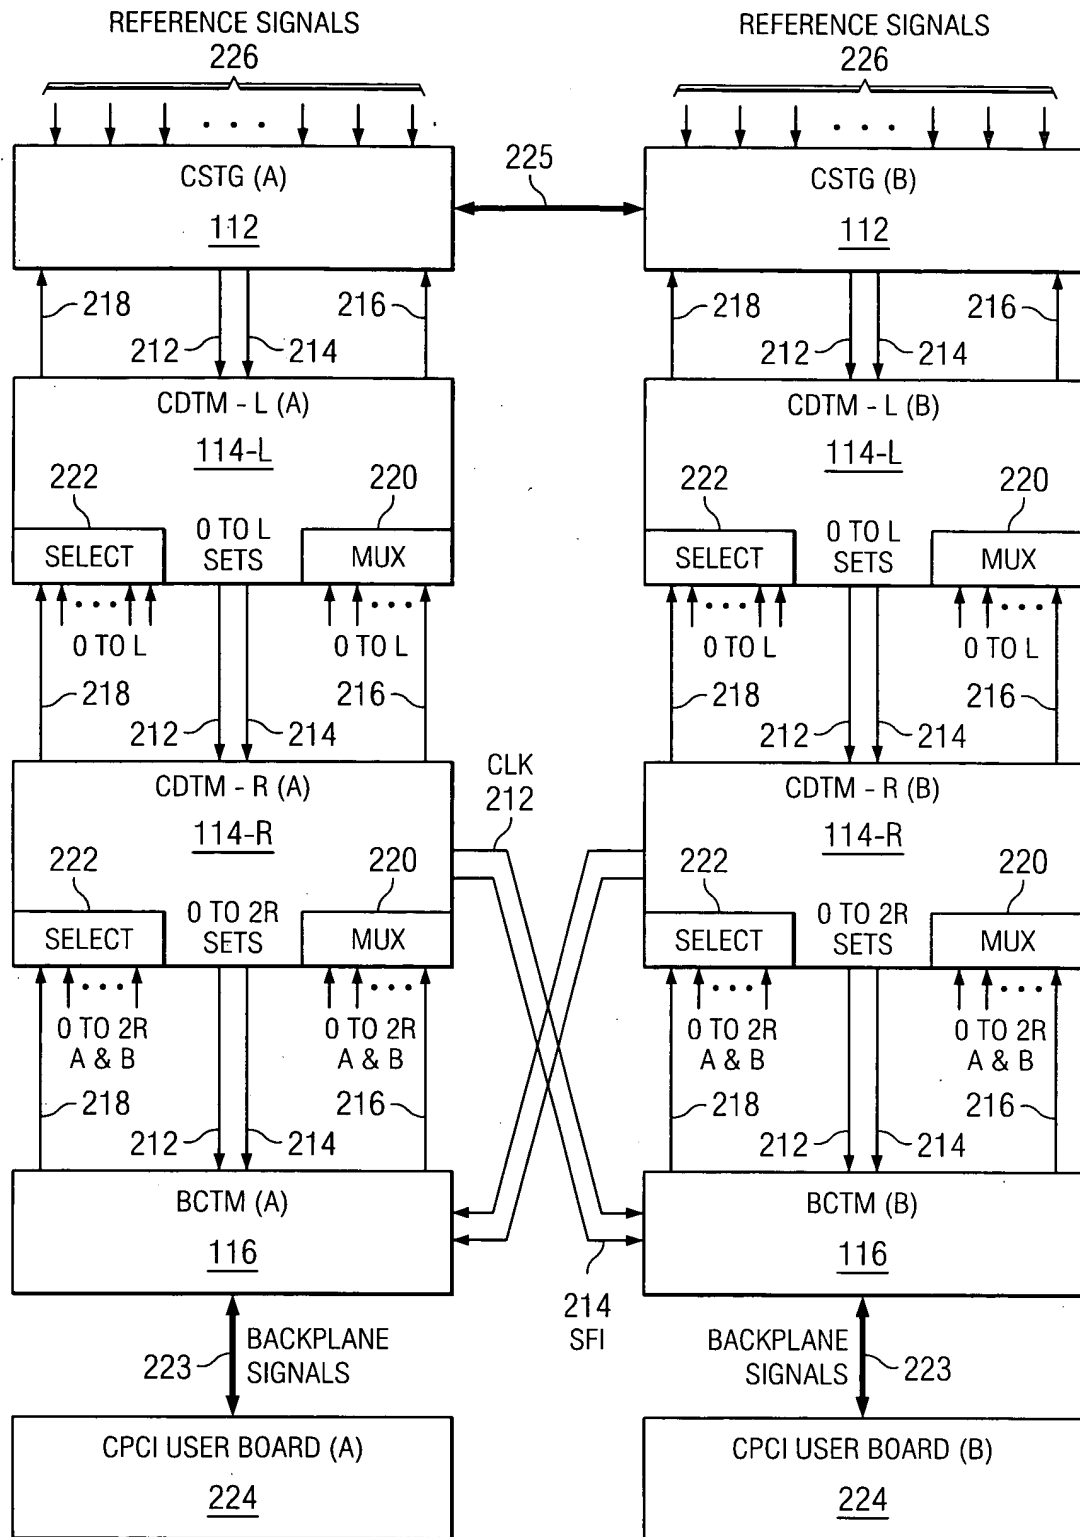 REFERENCE SIGNALS
226
CSTG (A)
112
218
216
212
214
CDTM - L (A)
114-L
222
220
SELECT
0 TO L
SETS
MUX
0 TO L
0 TO L
218
216
212
214
CDTM - R (A)
114-R
222
220
SELECT
0 TO 2R
SETS
MUX
0 TO 2R
A & B
0 TO 2R
A & B
218
216
212
214
BCTM (A)
116
223
BACKPLANE
SIGNALS
CPCI USER BOARD (A)
224
225
CLK
212
214
SFI
REFERENCE SIGNALS
226
CSTG (B)
112
218
216
212
214
CDTM - L (B)
114-L
222
220
SELECT
0 TO L
SETS
MUX
0 TO L
0 TO L
218
216
212
214
CDTM - R (B)
114-R
222
220
SELECT
0 TO 2R
SETS
MUX
0 TO 2R
A & B
0 TO 2R
A & B
218
216
212
214
BCTM (B)
116
BACKPLANE
SIGNALS
223
CPCI USER BOARD (B)
224